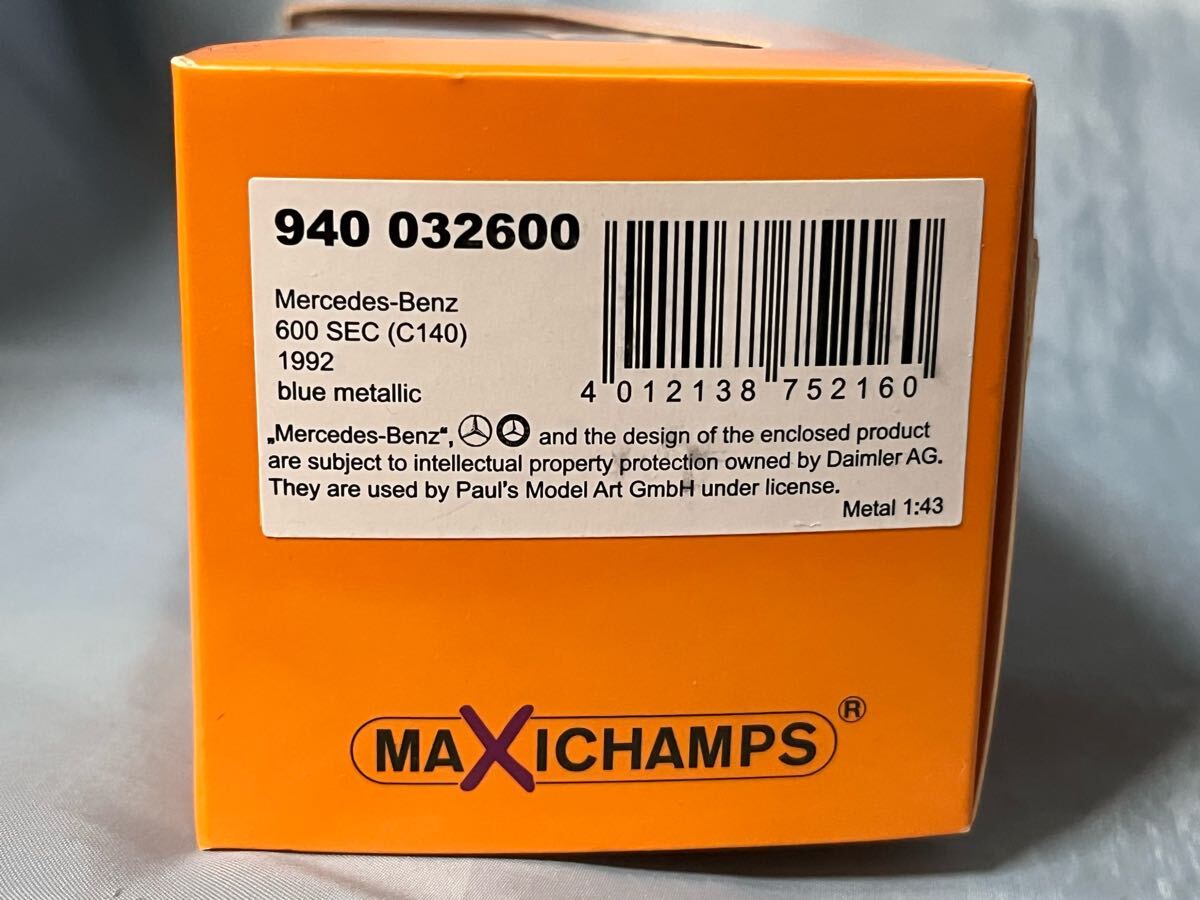 940 032600
Mercedes-Benz
600 SEC (C140)
1992
blue metallic
4 012138 752160
„Mercedes-Benz“, and the design of the enclosed product
are subject to intellectual property protection owned by Daimler AG.
They are used by Paul's Model Art GmbH under license.
Metal 1:43
MAXICHAMPS®